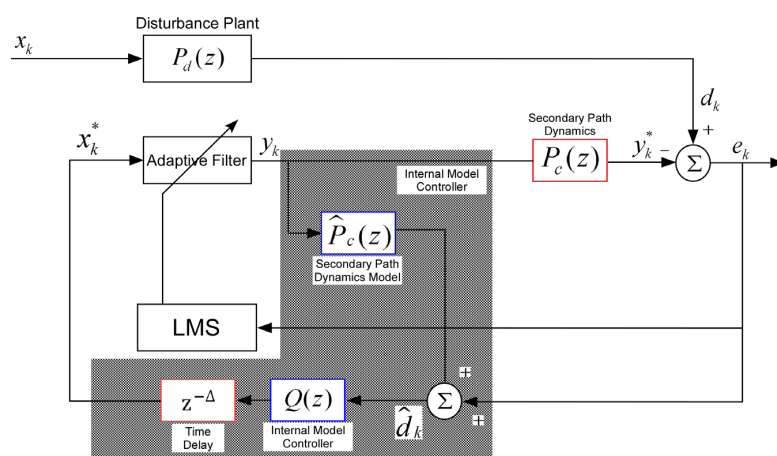 Disturbance Plant
x_k
P_d(z)
d_k
Secondary Path
Dynamics
x_k^*
Adaptive Filter
y_k
P_c(z)
y_k^*
−
+
Σ
e_k
Internal Model
Controller
P̂_c(z)
Secondary Path
Dynamics Model
LMS
+
z^{-Δ}
Q(z)
d̂_k
Σ
+
Time
Delay
Internal Model
Controller